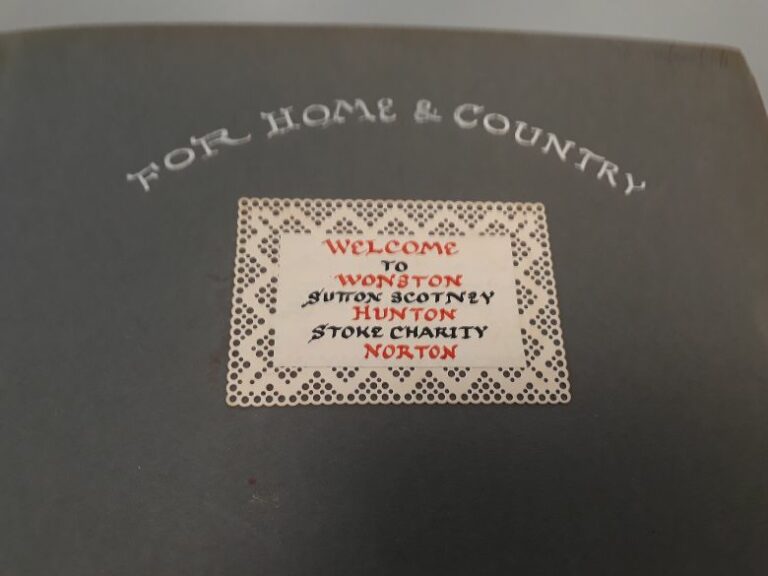 FOR HOME & COUNTRY
WELCOME
TO
WONSTON
SUTTON SCOTNEY
HUNTON
STOKE CHARITY
NORTON